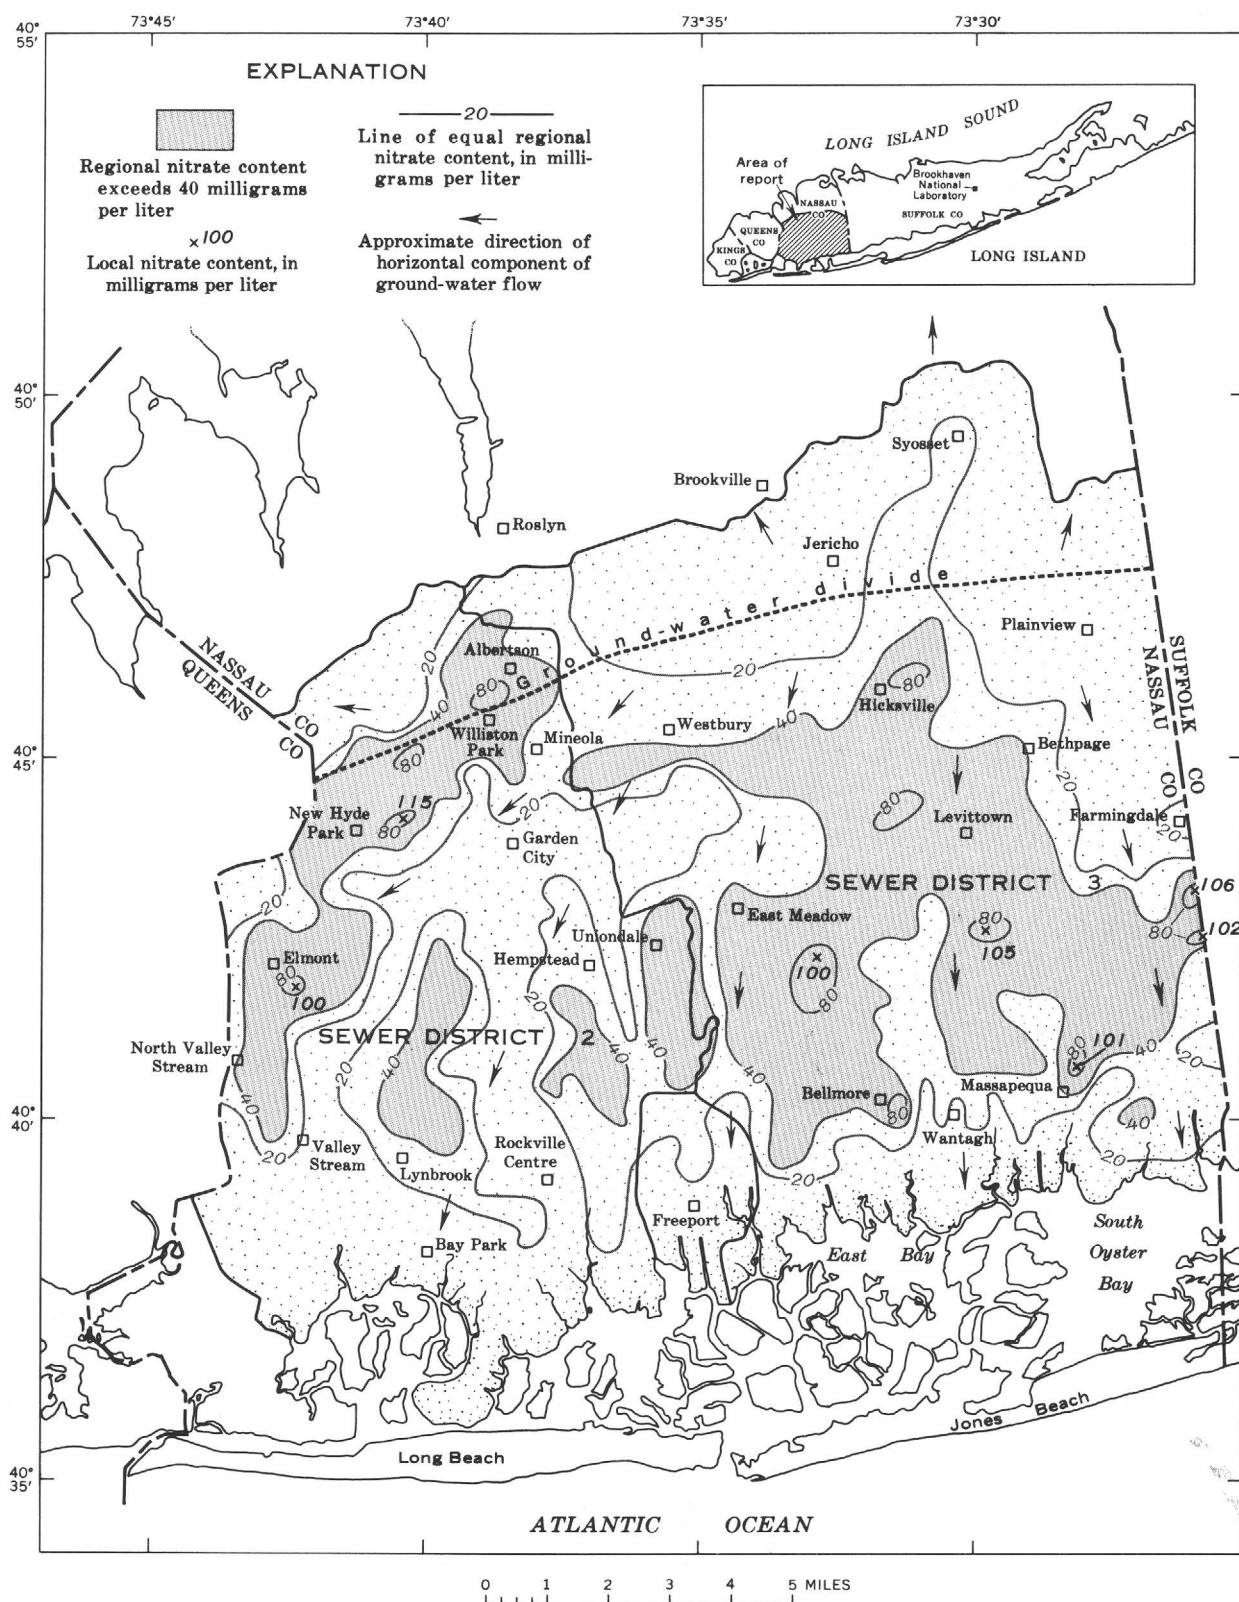 73°45′ 73°40′ 73°35′ 73°30′
40°
55′
EXPLANATION
Regional nitrate content
exceeds 40 milligrams
per liter
×100
Local nitrate content, in
milligrams per liter
20
Line of equal regional
nitrate content, in milli-
grams per liter
Approximate direction of
horizontal component of
ground-water flow
LONG ISLAND SOUND
Area of
report
Brookhaven
National
Laboratory
NASSAU
CO
SUFFOLK CO
QUEENS
CO
KINGS
CO
LONG ISLAND
40°
50′
Syosset
Brookville
Roslyn
Jericho
Ground-water divide
Plainview
NASSAU CO
QUEENS CO
SUFFOLK CO
NASSAU CO
20
Albertson
80
20
40
80
Hicksville
40
Williston
Park
Mineola
Westbury
Bethpage
40°
45′
80
115
New Hyde
Park
80
20
Garden
City
80
Levittown
20
Farmingdale
20
SEWER DISTRICT 3
106
20
East Meadow
80
102
80
Uniondale
Elmont
80
100
Hempstead
100
80
105
20
SEWER DISTRICT 2
North Valley
Stream
20
40
40
40
101
80
40
20
40
Massapequa
Bellmore
80
40°
40′
40
Wantagh
40
20
Valley
Stream
Lynbrook
Rockville
Centre
20
20
Freeport
South
Oyster
Bay
Bay Park
East Bay
Jones Beach
Long Beach
40°
35′
ATLANTIC OCEAN
0 1 2 3 4 5 MILES